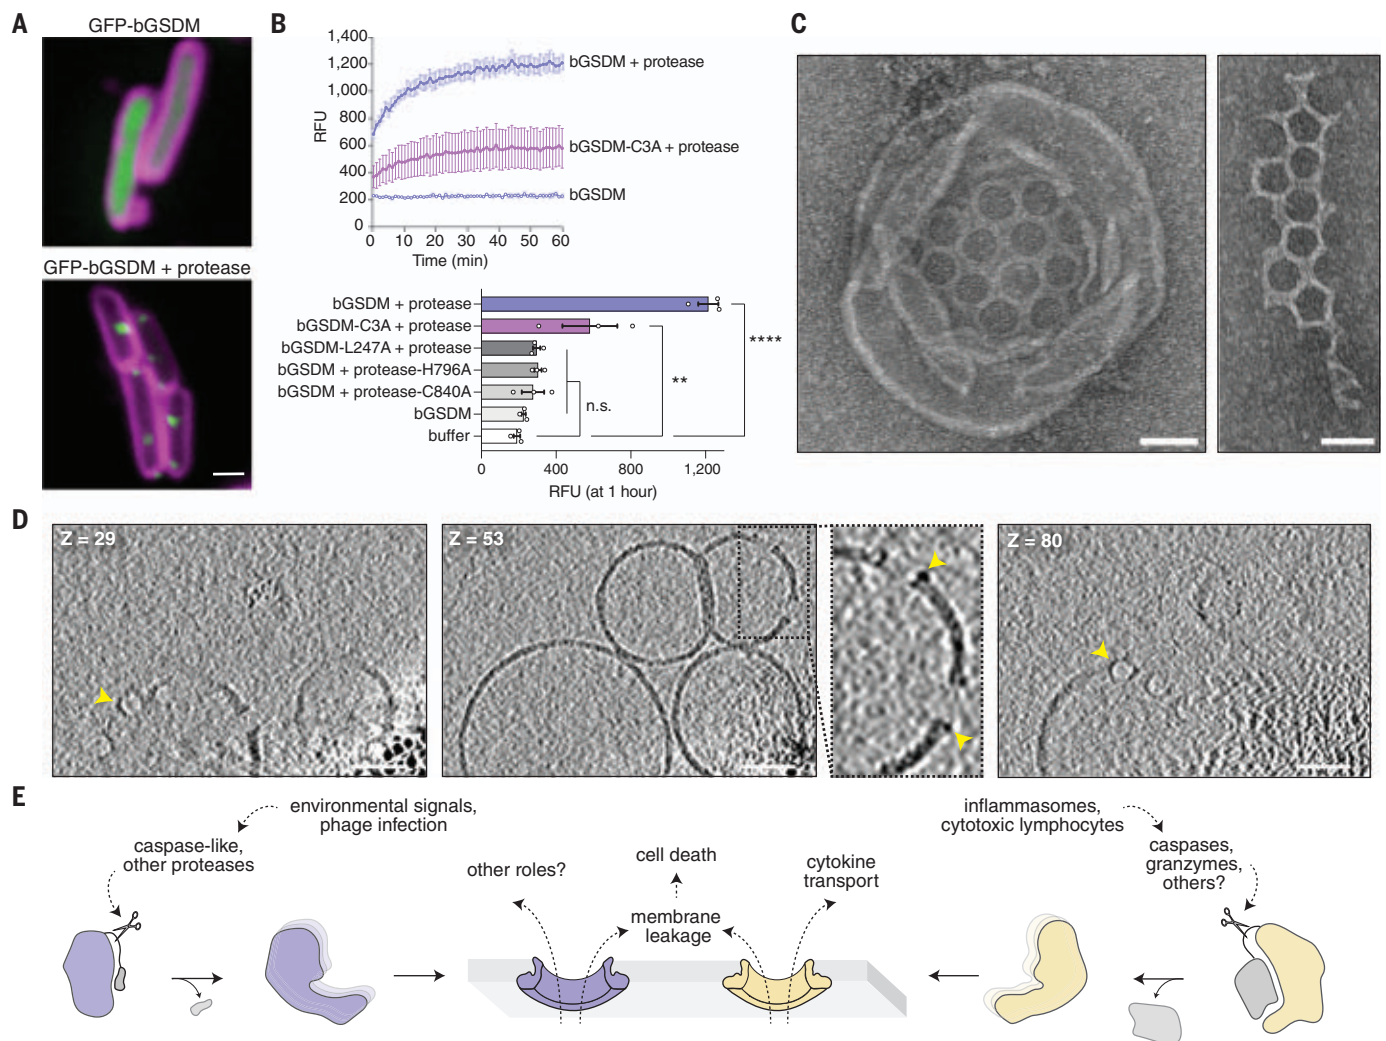 A
GFP-bGSDM
GFP-bGSDM + protease
B
1,400
1,200
1,000
800
600
400
200
0
RFU
0 10 20 30 40 50 60
Time (min)
bGSDM + protease
bGSDM-C3A + protease
bGSDM
bGSDM + protease
bGSDM-C3A + protease
bGSDM-L247A + protease
bGSDM + protease-H796A
bGSDM + protease-C840A
bGSDM
buffer
n.s.
**
****
0 400 800 1,200
RFU (at 1 hour)
C
D
Z = 29
Z = 53
Z = 80
E
environmental signals,
phage infection
caspase-like,
other proteases
other roles?
cell death
membrane
leakage
cytokine
transport
inflammasomes,
cytotoxic lymphocytes
caspases,
granzymes,
others?